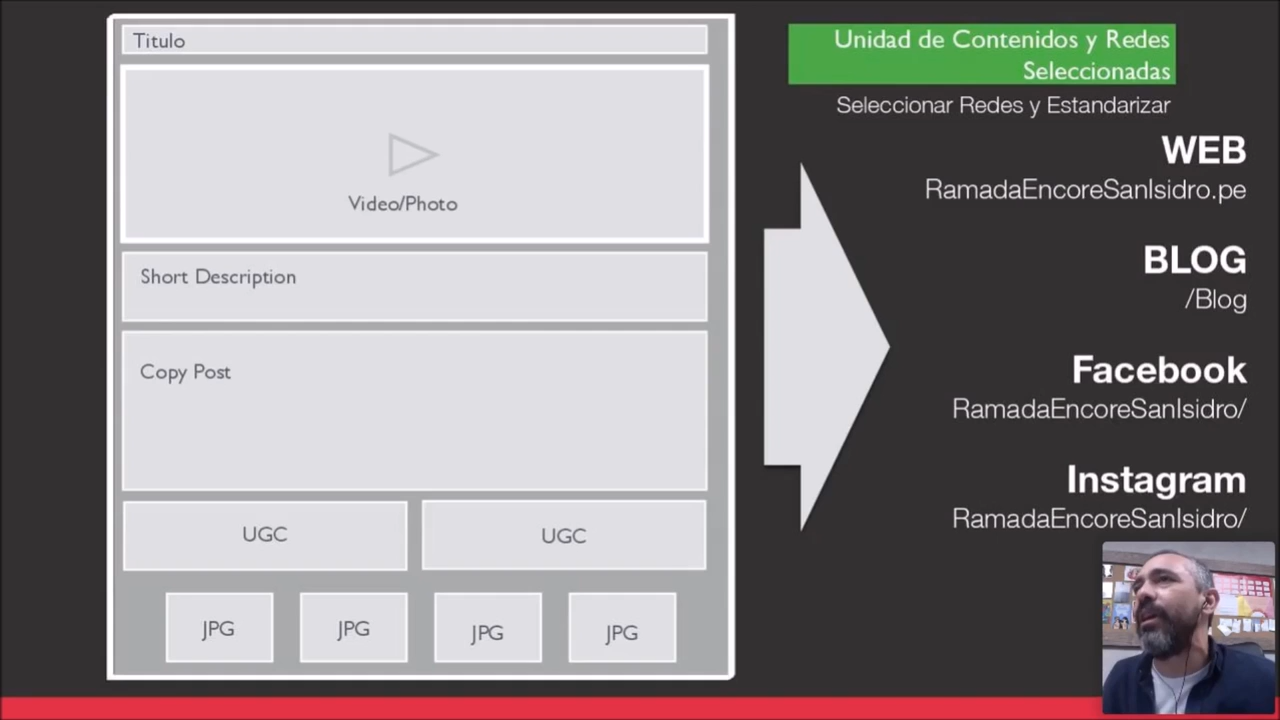 Titulo
Video/Photo
Short Description
Copy Post
UGC
UGC
JPG
JPG
JPG
JPG
Unidad de Contenidos y Redes
Seleccionadas
Seleccionar Redes y Estandarizar
WEB
RamadaEncoreSanIsidro.pe
BLOG
/Blog
Facebook
RamadaEncoreSanIsidro/
Instagram
RamadaEncoreSanIsidro/